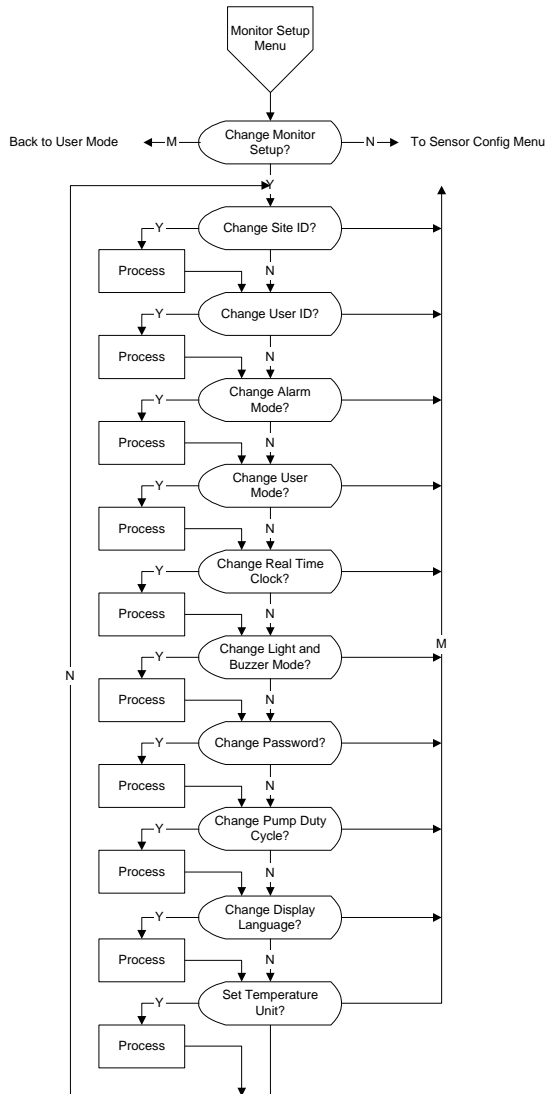 Monitor Setup
Menu
Back to User Mode
M
Change Monitor
Setup?
N
To Sensor Config Menu
Y
Y
Change Site ID?
Process
N
Y
Change User ID?
Process
N
Y
Change Alarm
Mode?
Process
N
Y
Change User
Mode?
Process
N
Y
Change Real Time
Clock?
Process
N
M
Y
Change Light and
Buzzer Mode?
N
Process
N
Y
Change Password?
Process
N
Y
Change Pump Duty
Cycle?
Process
N
Y
Change Display
Language?
Process
N
Y
Set Temperature
Unit?
Process